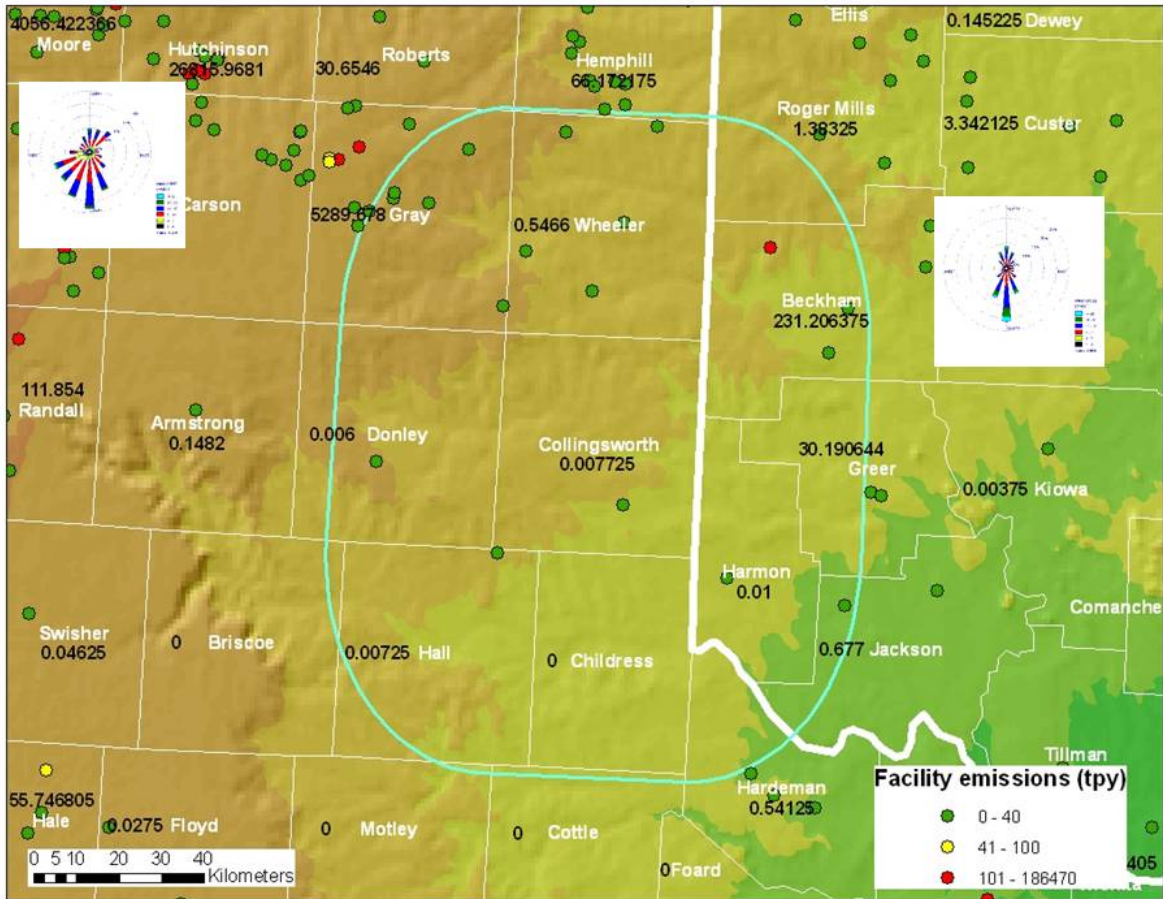 4056.422366
Moore
Hutchinson
26815.9681
30.6546
Roberts
Hemphill
66.172175
Ellis
0.145225 Dewey
Roger Mills
1.38325
3.342125 Custer
Carson
5289.678 Gray
0.5466 Wheeler
Beckham
231.206375
111.854
Randall
Armstrong
0.1482
0.006 Donley
Collingsworth
0.007725
30.190644
Greer
0.00375 Kiowa
Harmon
0.01
Comanche
Swisher
0.04625
0 Briscoe
0.00725 Hall
0 Childress
0.677 Jackson
Tillman
55.746805
Hale
0.0275 Floyd
0 Motley
0 Cottle
Hardeman
0.54125
0 Foard
405
Facility emissions (tpy)
0 - 40
41 - 100
101 - 186470
0 5 10 20 30 40
Kilometers